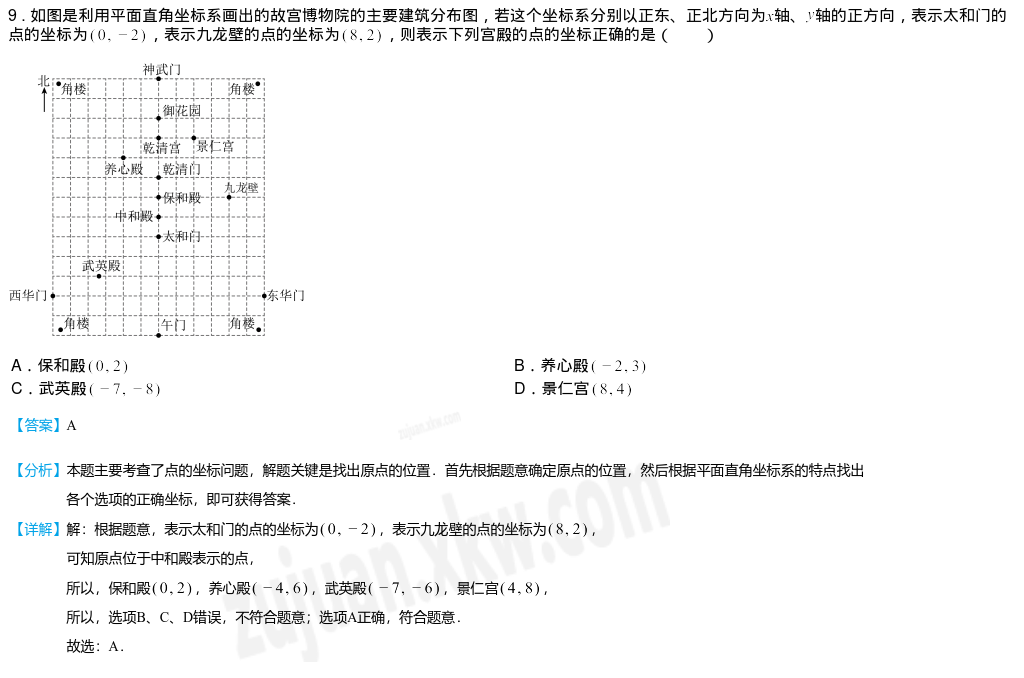 9．如图是利用平面直角坐标系画出的故宫博物院的主要建筑分布图，若这个坐标系分别以正东、正北方向为x轴、y轴的正方向，表示太和门的
点的坐标为(0, −2)，表示九龙壁的点的坐标为(8, 2)，则表示下列宫殿的点的坐标正确的是（　　）
神武门
北
角楼
角楼
御花园
乾清宫
景仁宫
养心殿
乾清门
九龙壁
保和殿
中和殿
太和门
武英殿
西华门
东华门
角楼
午门
角楼
A．保和殿(0, 2)
B．养心殿(−2, 3)
C．武英殿(−7, −8)
D．景仁宫(8, 4)
【答案】A
zujuan.xkw.com
【分析】本题主要考查了点的坐标问题，解题关键是找出原点的位置．首先根据题意确定原点的位置，然后根据平面直角坐标系的特点找出
各个选项的正确坐标，即可获得答案．
【详解】解：根据题意，表示太和门的点的坐标为(0, −2)，表示九龙壁的点的坐标为(8, 2)，
可知原点位于中和殿表示的点，
所以，保和殿(0, 2)，养心殿(−4, 6)，武英殿(−7, −6)，景仁宫(4, 8)，
所以，选项B、C、D错误，不符合题意；选项A正确，符合题意．
故选：A．
zujuan.xkw.com